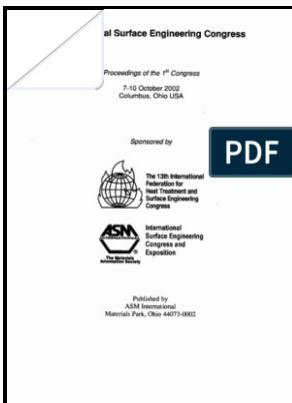 al Surface Engineering Congress
Proceedings of the 1st Congress
7-10 October 2002
Columbus, Ohio USA
Sponsored by
PDF
The 13th International
Federation for
Heat Treatment and
Surface Engineering
Congress
ASM
INTERNATIONAL
The Materials
Information Society
International
Surface Engineering
Congress and
Exposition
Published by
ASM International
Materials Park, Ohio 44073-0002